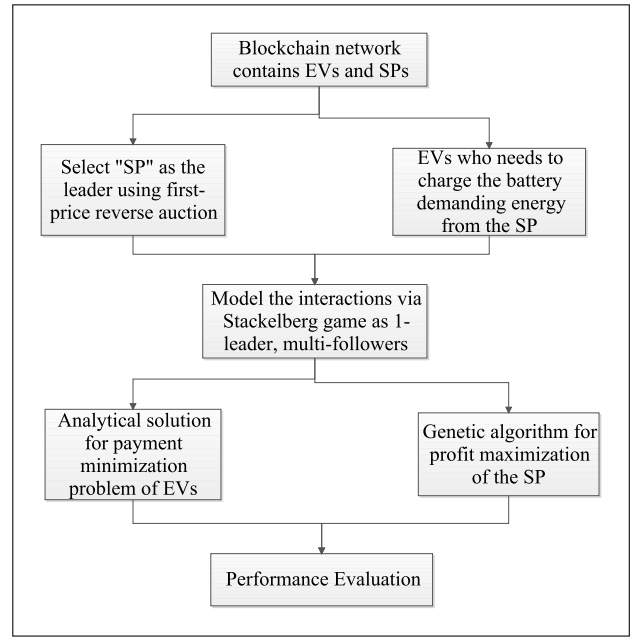 Blockchain network
contains EVs and SPs
Select "SP" as the
leader using first-
price reverse auction
EVs who needs to
charge the battery
demanding energy
from the SP
Model the interactions via
Stackelberg game as 1-
leader, multi-followers
Analytical solution
for payment
minimization
problem of EVs
Genetic algorithm for
profit maximization
of the SP
Performance Evaluation